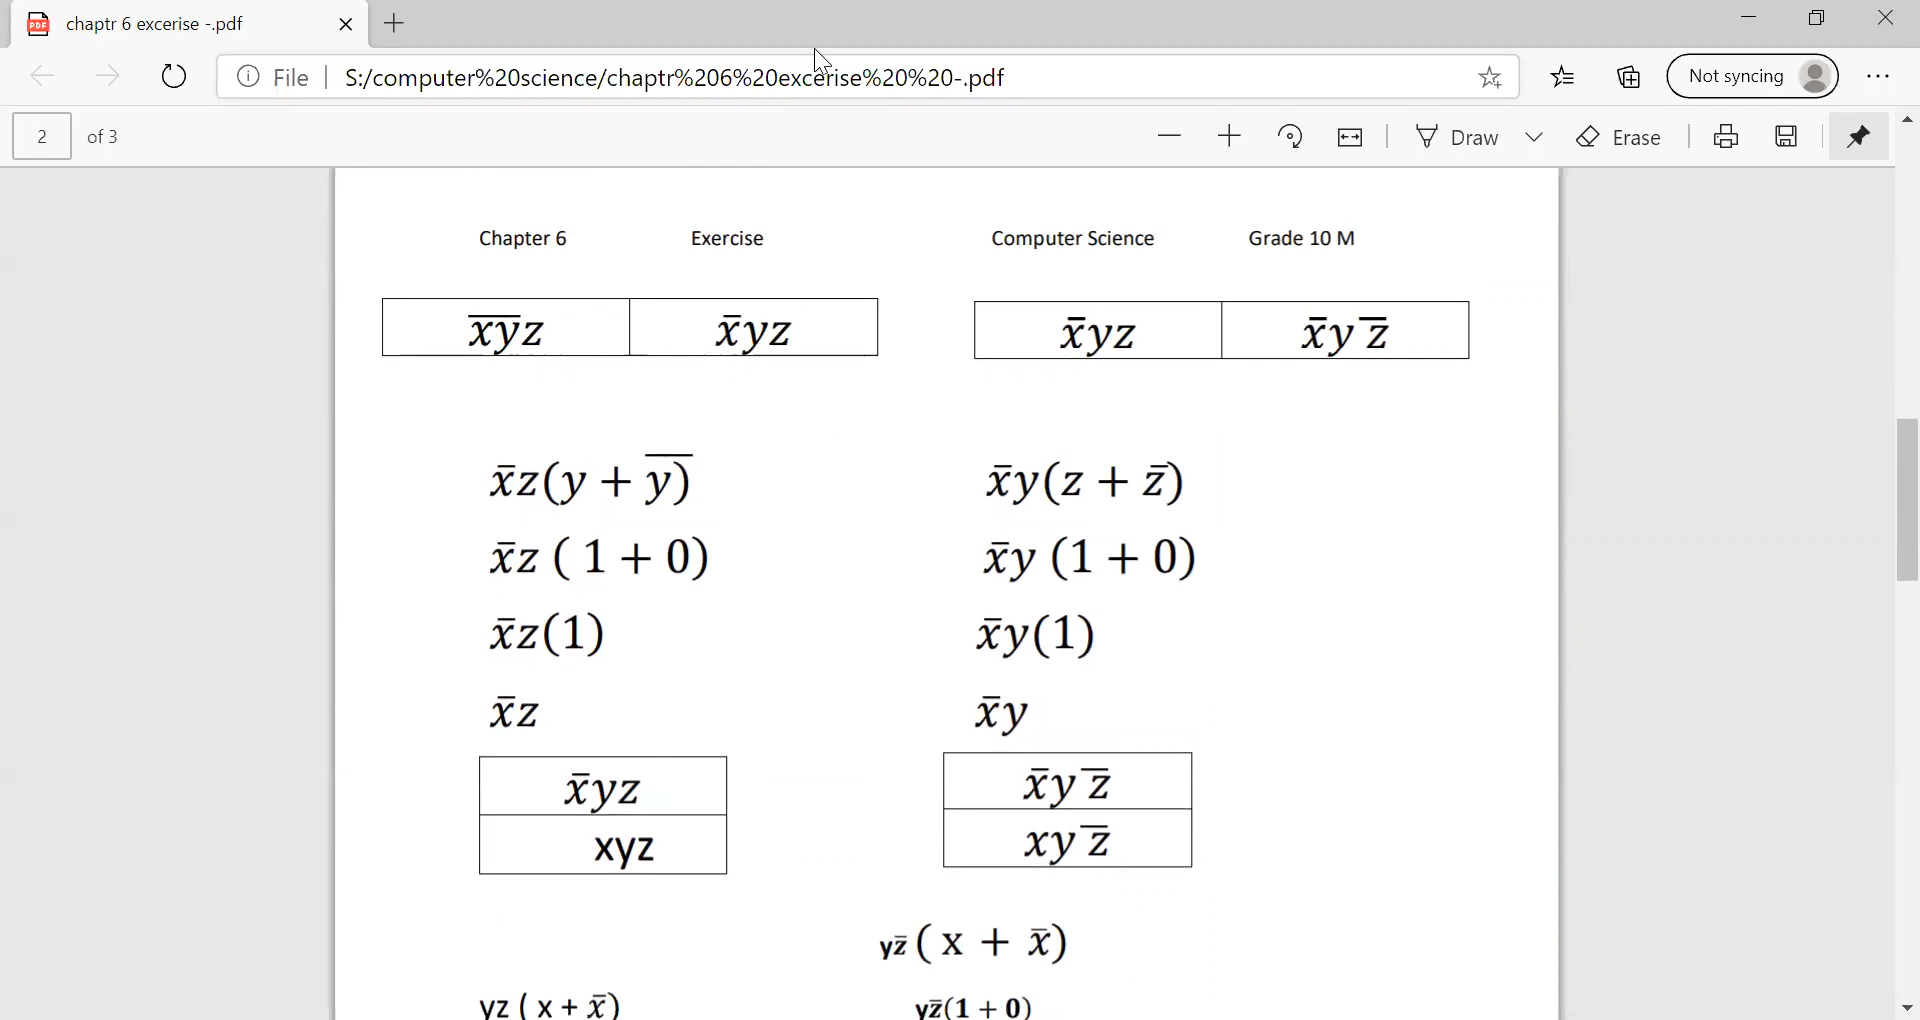 chaptr 6 excerise -.pdf
File | S:/computer%20science/chaptr%206%20excerise%20%20-.pdf Not syncing
2 of 3 Draw Erase
Chapter 6 Exercise Computer Science Grade 10 M
x̅y̅z x̅yz x̅yz x̅yz̅
x̅z(y + y̅) x̅y(z + z̅)
x̅z ( 1 + 0) x̅y (1 + 0)
x̅z(1) x̅y(1)
x̅z x̅y
x̅yz x̅yz̅
xyz xyz̅
yz̅ ( x + x̅)
yz ( x + x̅) yz̅(1 + 0)